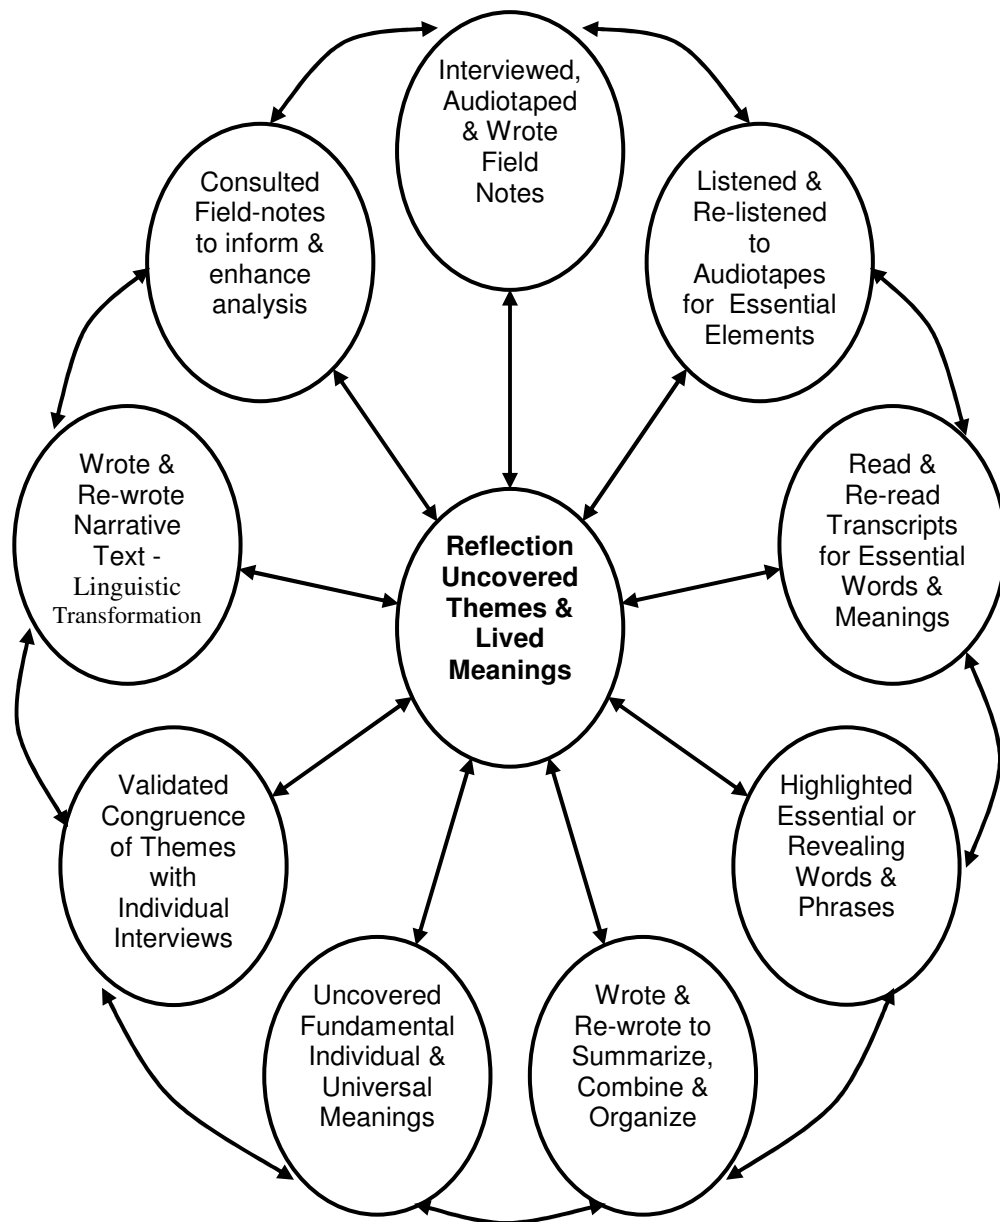 Interviewed,
Audiotaped
& Wrote
Field
Notes
Listened &
Re-listened
to
Audiotapes
for Essential
Elements
Read &
Re-read
Transcripts
for Essential
Words &
Meanings
Highlighted
Essential or
Revealing
Words &
Phrases
Wrote &
Re-wrote to
Summarize,
Combine &
Organize
Uncovered
Fundamental
Individual &
Universal
Meanings
Validated
Congruence
of Themes
with
Individual
Interviews
Wrote &
Re-wrote
Narrative
Text -
Linguistic
Transformation
Consulted
Field-notes
to inform &
enhance
analysis
Reflection
Uncovered
Themes &
Lived
Meanings